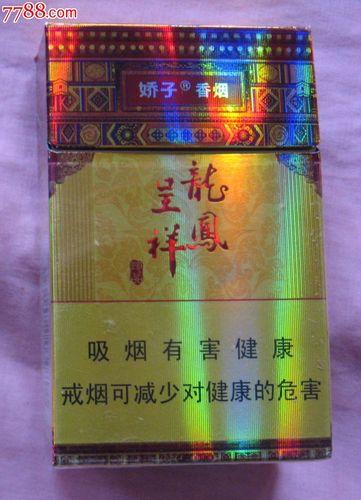 7788.com
娇子®香烟
龍鳳
呈祥
吸烟有害健康
戒烟可减少对健康的危害